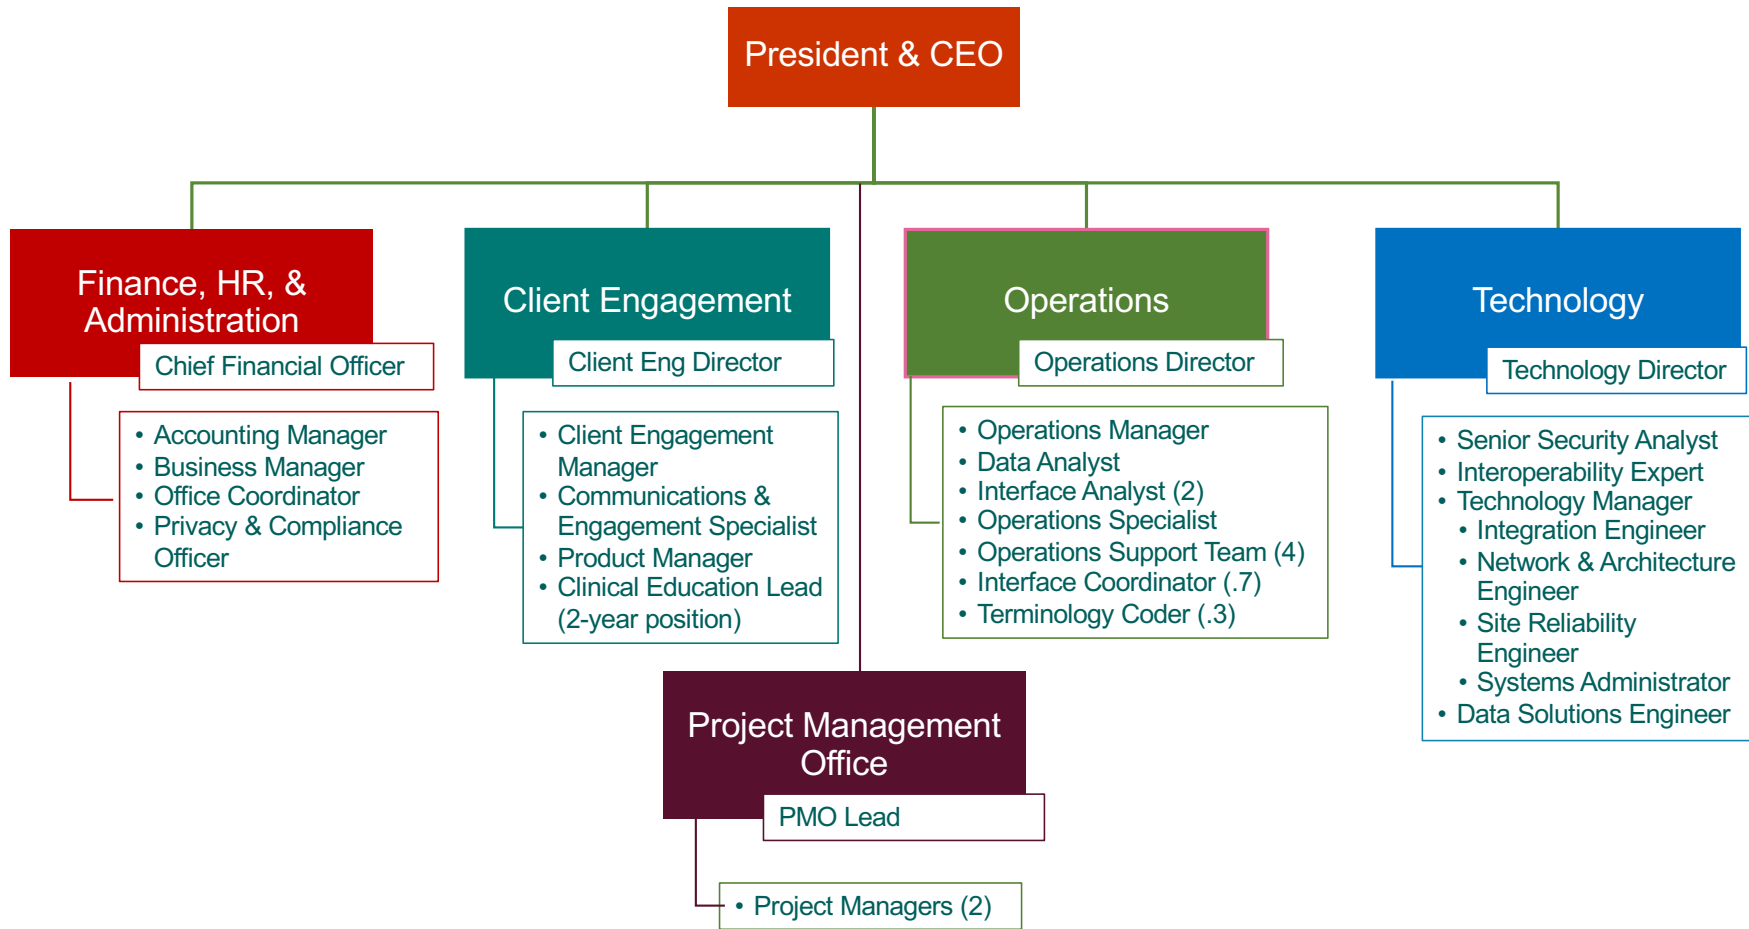 President & CEO
Finance, HR, &
Administration
Chief Financial Officer
• Accounting Manager
• Business Manager
• Office Coordinator
• Privacy & Compliance
Officer
Client Engagement
Client Eng Director
• Client Engagement
Manager
• Communications &
Engagement Specialist
• Product Manager
• Clinical Education Lead
(2-year position)
Operations
Operations Director
• Operations Manager
• Data Analyst
• Interface Analyst (2)
• Operations Specialist
• Operations Support Team (4)
• Interface Coordinator (.7)
• Terminology Coder (.3)
Technology
Technology Director
• Senior Security Analyst
• Interoperability Expert
• Technology Manager
• Integration Engineer
• Network & Architecture
Engineer
• Site Reliability
Engineer
• Systems Administrator
• Data Solutions Engineer
Project Management
Office
PMO Lead
• Project Managers (2)